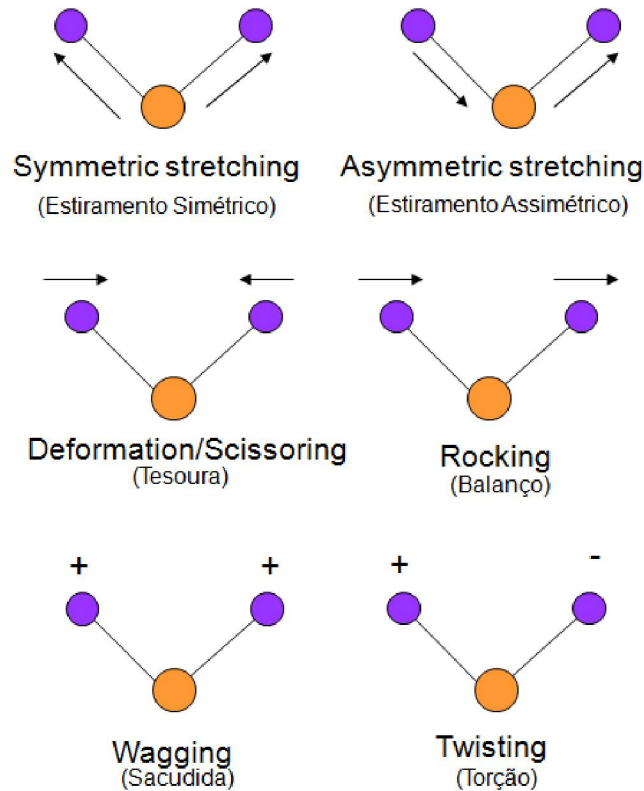 Symmetric stretching
(Estiramento Simétrico)
Asymmetric stretching
(Estiramento Assimétrico)
Deformation/Scissoring
(Tesoura)
Rocking
(Balanço)
+ +
+ -
Wagging
(Sacudida)
Twisting
(Torção)